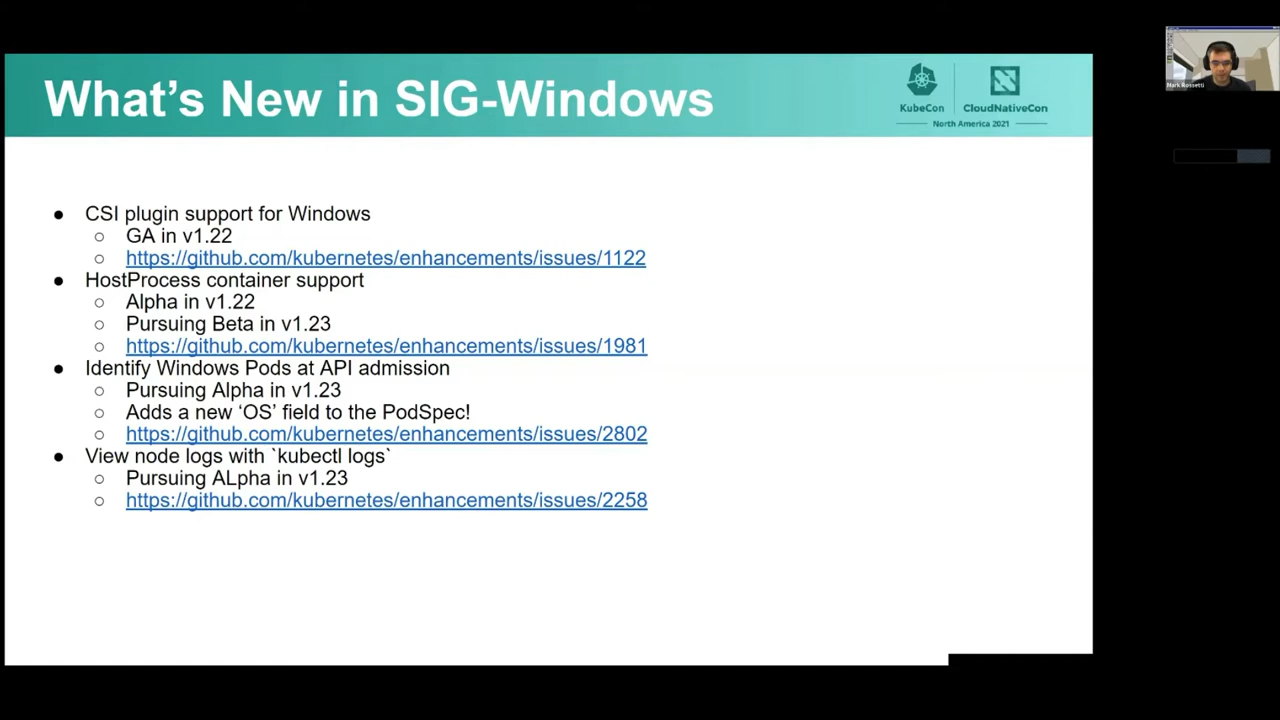 What's New in SIG-Windows
KubeCon
CloudNativeCon
North America 2021
● CSI plugin support for Windows
○ GA in v1.22
○ https://github.com/kubernetes/enhancements/issues/1122
● HostProcess container support
○ Alpha in v1.22
○ Pursuing Beta in v1.23
○ https://github.com/kubernetes/enhancements/issues/1981
● Identify Windows Pods at API admission
○ Pursuing Alpha in v1.23
○ Adds a new ‘OS’ field to the PodSpec!
○ https://github.com/kubernetes/enhancements/issues/2802
● View node logs with `kubectl logs`
○ Pursuing ALpha in v1.23
○ https://github.com/kubernetes/enhancements/issues/2258
Mark Rossetti